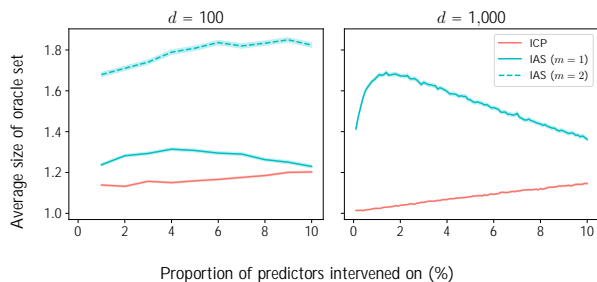 d = 100
d = 1,000
Average size of oracle set
1.8
1.6
1.4
1.2
1.0
ICP
IAS (m = 1)
IAS (m = 2)
0 2 4 6 8 10
0 2 4 6 8 10
Proportion of predictors intervened on (%)